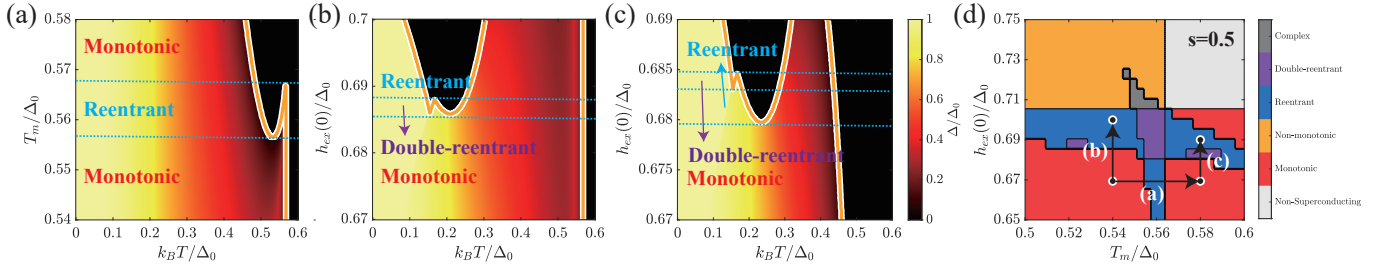 (a)
0.58
0.57
0.56
0.55
0.54
T_m/Δ_0
Monotonic
Reentrant
Monotonic
0 0.1 0.2 0.3 0.4 0.5 0.6
k_BT/Δ_0
(b)
0.7
0.69
0.68
0.67
h_ex(0)/Δ_0
Reentrant
Double-reentrant
Monotonic
0 0.1 0.2 0.3 0.4 0.5 0.6
k_BT/Δ_0
(c)
0.69
0.685
0.68
0.675
0.67
h_ex(0)/Δ_0
Reentrant
Double-reentrant
Monotonic
0 0.1 0.2 0.3 0.4 0.5 0.6
k_BT/Δ_0
1
0.8
0.6
0.4
0.2
0
Δ/Δ_0
(d)
0.75
0.73
0.71
0.69
0.67
0.65
h_ex(0)/Δ_0
s=0.5
(b)
(c)
(a)
0.5 0.52 0.54 0.56 0.58 0.6
T_m/Δ_0
Complex
Double-reentrant
Reentrant
Non-monotonic
Monotonic
Non-Superconducting